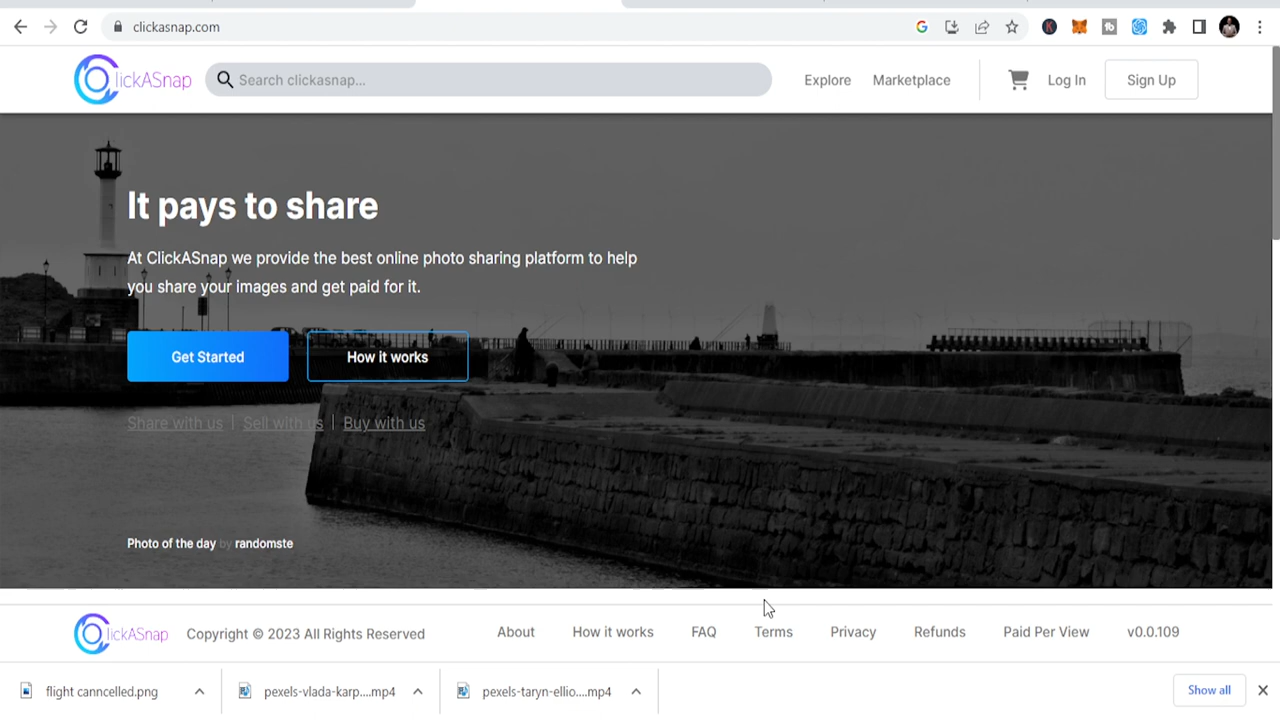 clickasnap.com
lickASnap
Search clickasnap...
Explore
Marketplace
Log In
Sign Up
It pays to share
At ClickASnap we provide the best online photo sharing platform to help
you share your images and get paid for it.
Get Started
How it works
Share with us | Sell with us | Buy with us
Photo of the day by randomste
lickASnap
Copyright © 2023 All Rights Reserved
About
How it works
FAQ
Terms
Privacy
Refunds
Paid Per View
v0.0.109
flight canncelled.png
pexels-vlada-karp....mp4
pexels-taryn-ellio....mp4
Show all